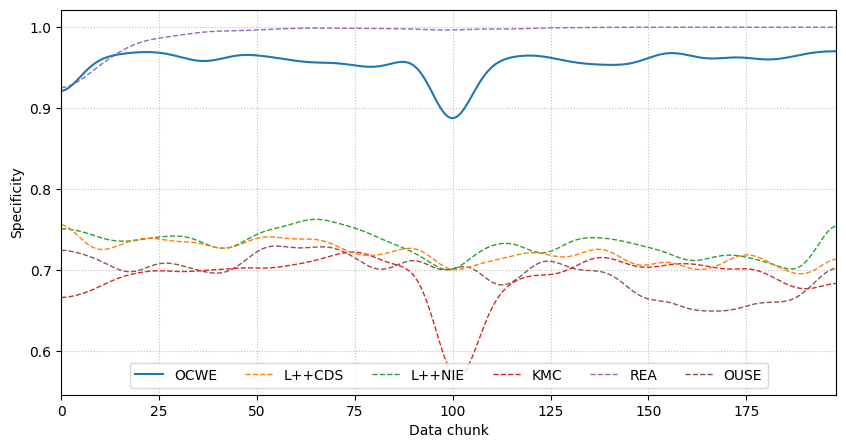 Specificity
1.0
0.9
0.8
0.7
0.6
OCWE L++CDS L++NIE KMC REA OUSE
0 25 50 75 100 125 150 175
Data chunk